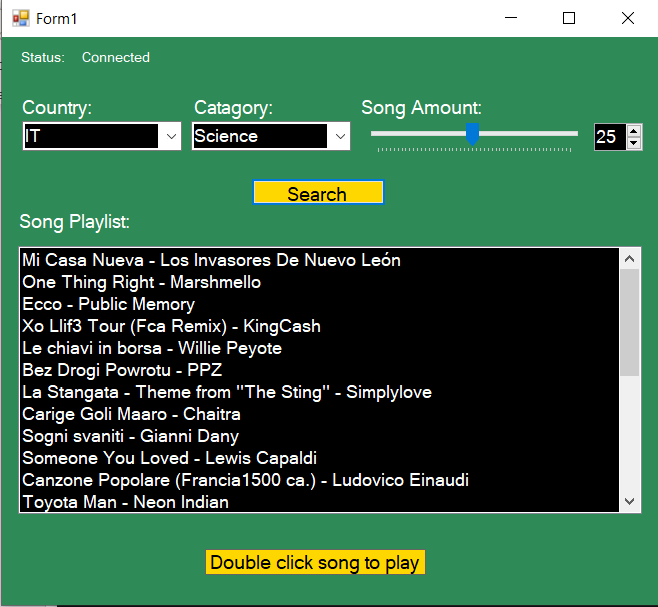 Form1
Status: Connected
Country: Catagory: Song Amount:
IT Science 25
Search
Song Playlist:
Mi Casa Nueva - Los Invasores De Nuevo León
One Thing Right - Marshmello
Ecco - Public Memory
Xo Llif3 Tour (Fca Remix) - KingCash
Le chiavi in borsa - Willie Peyote
Bez Drogi Powrotu - PPZ
La Stangata - Theme from "The Sting" - Simplylove
Carige Goli Maaro - Chaitra
Sogni svaniti - Gianni Dany
Someone You Loved - Lewis Capaldi
Canzone Popolare (Francia1500 ca.) - Ludovico Einaudi
Toyota Man - Neon Indian
Double click song to play